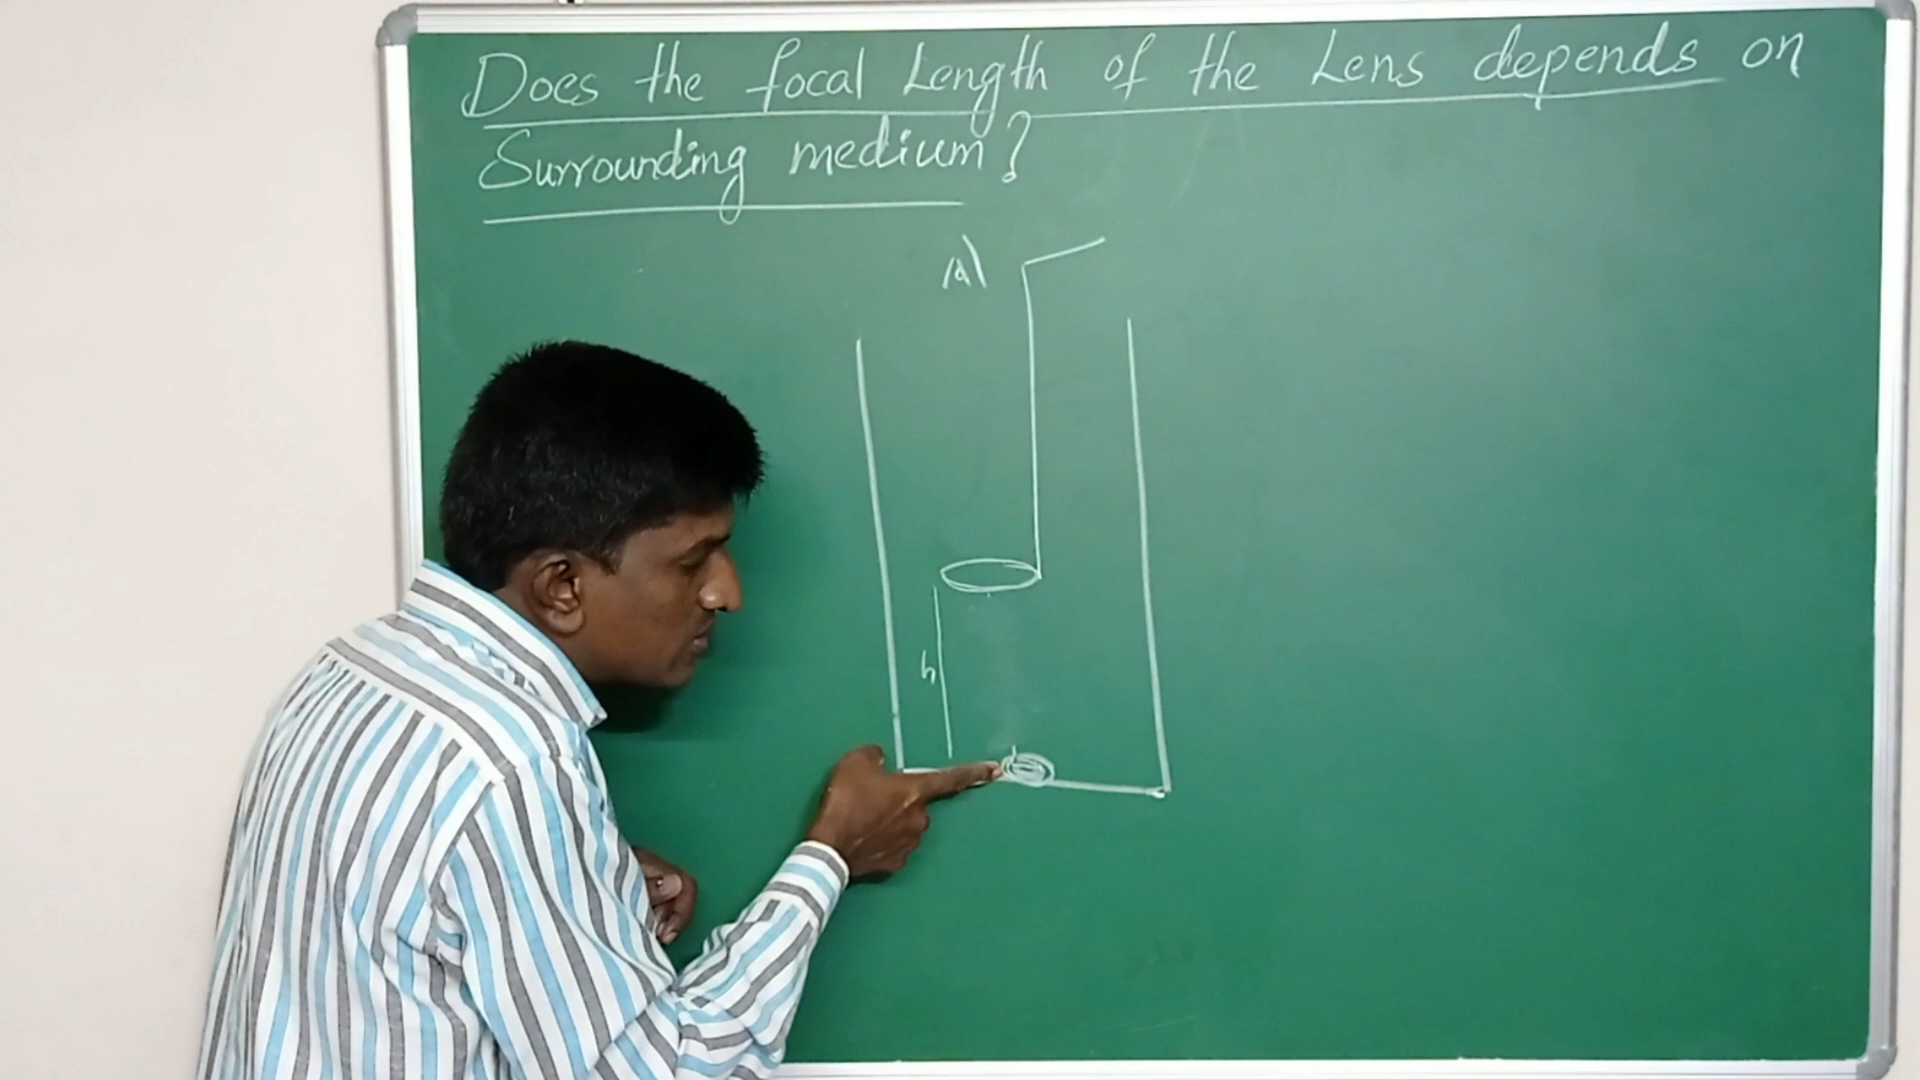 Does the focal Length of the Lens depends on
Surrounding medium?
h